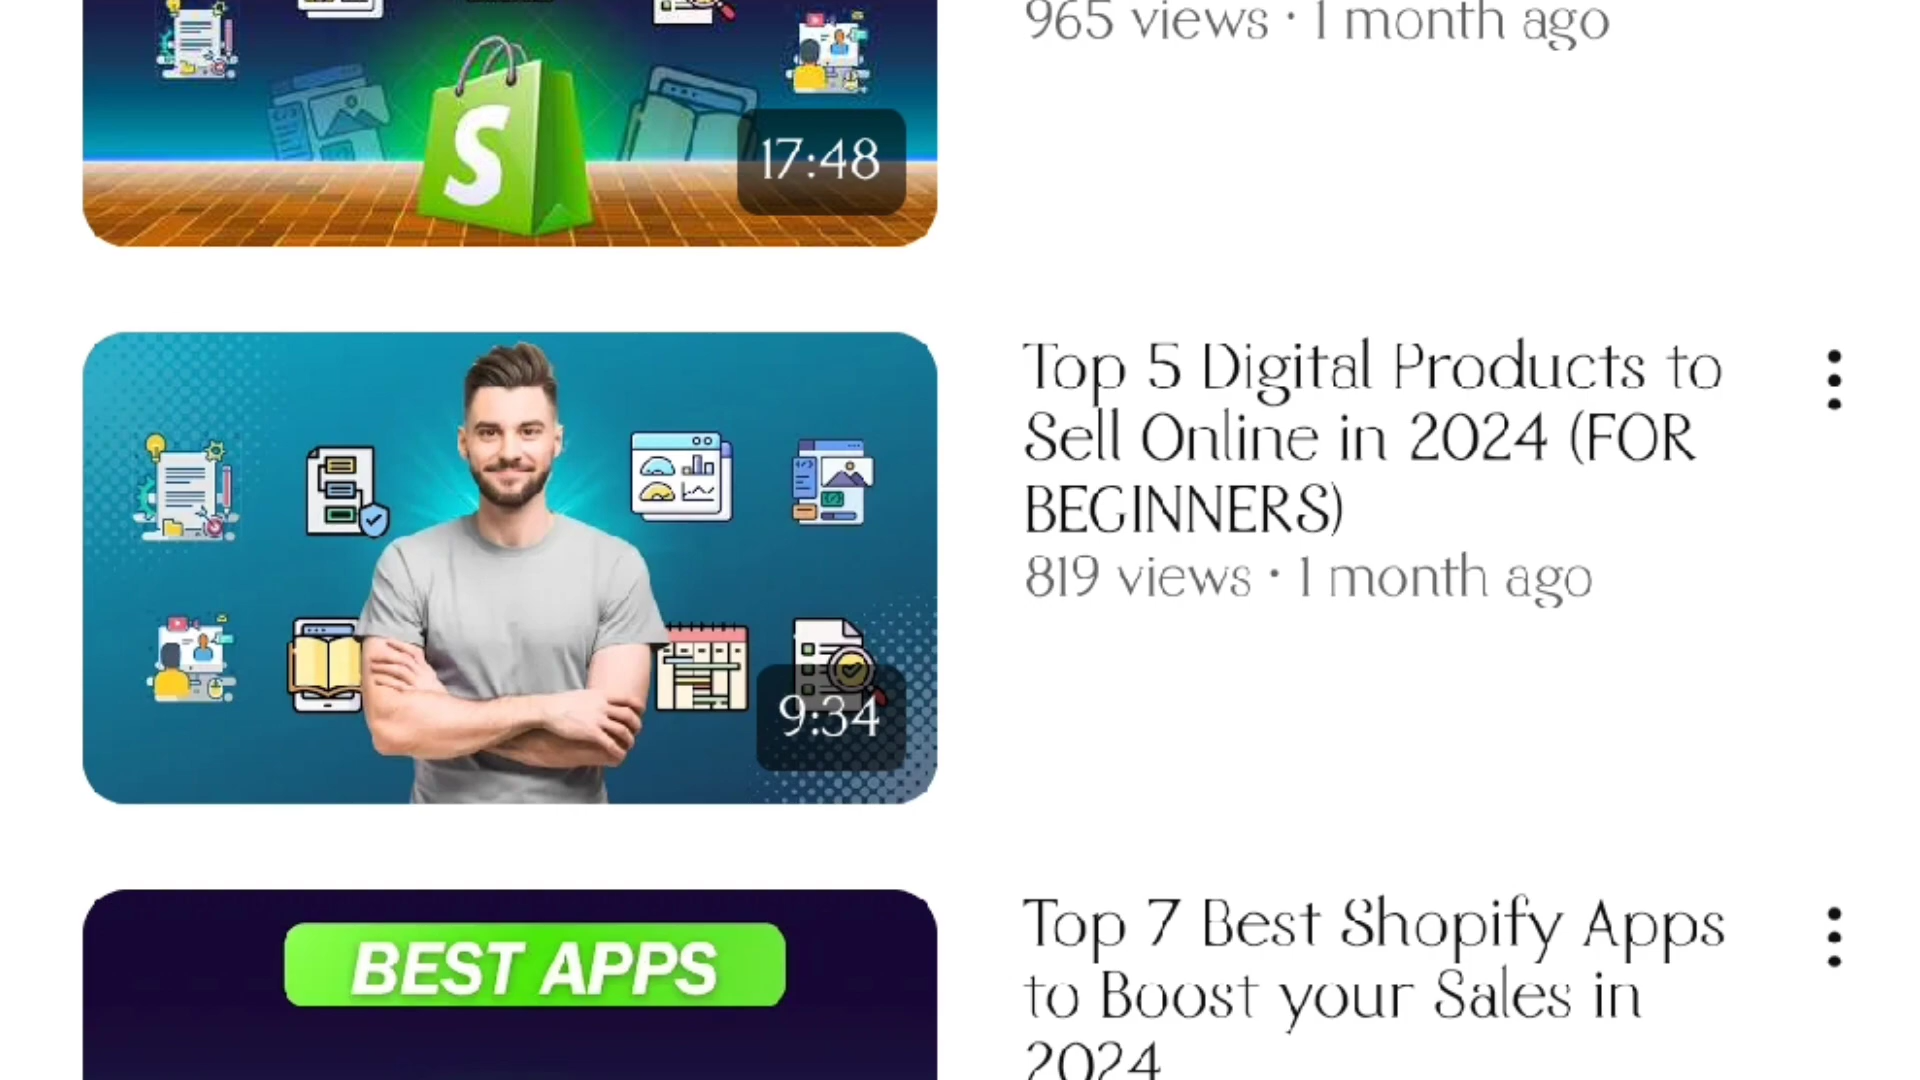 965 views · 1 month ago
S
17:48
Top 5 Digital Products to
Sell Online in 2024 (FOR
BEGINNERS)
819 views · 1 month ago
9:34
BEST APPS
Top 7 Best Shopify Apps
to Boost your Sales in
2024